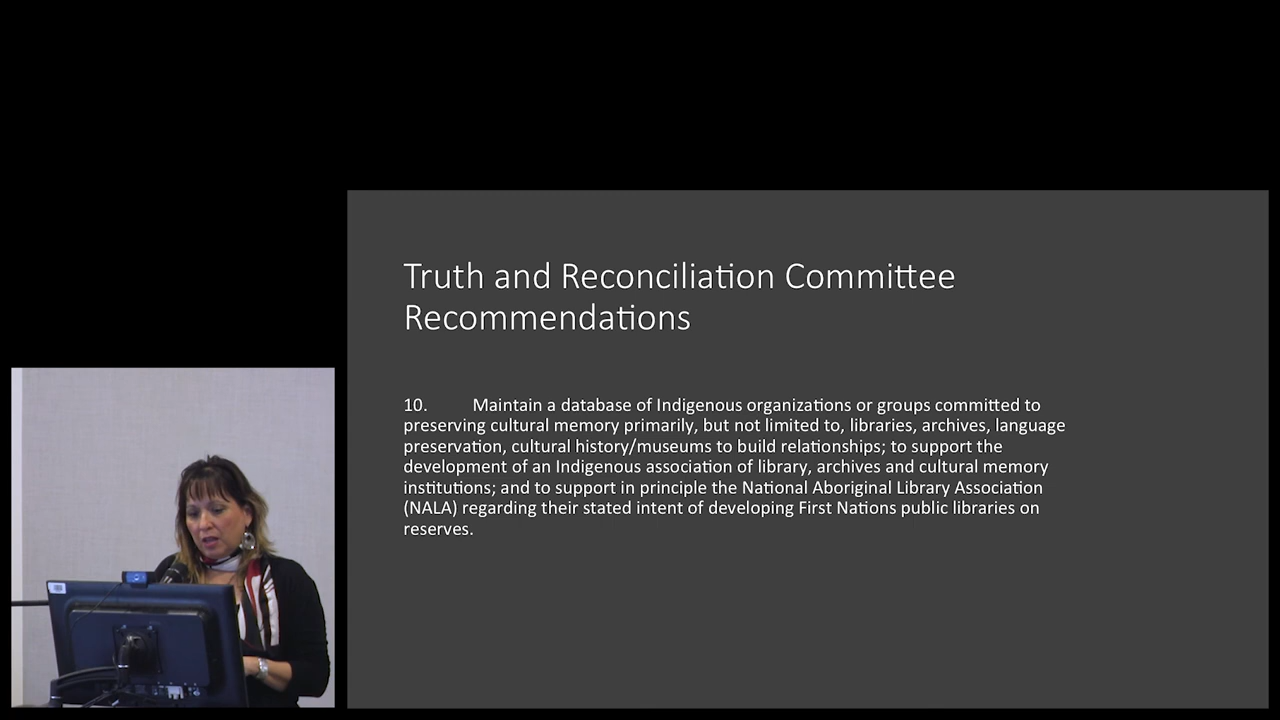 Truth and Reconciliation Committee
Recommendations
10. Maintain a database of Indigenous organizations or groups committed to
preserving cultural memory primarily, but not limited to, libraries, archives, language
preservation, cultural history/museums to build relationships; to support the
development of an Indigenous association of library, archives and cultural memory
institutions; and to support in principle the National Aboriginal Library Association
(NALA) regarding their stated intent of developing First Nations public libraries on
reserves.